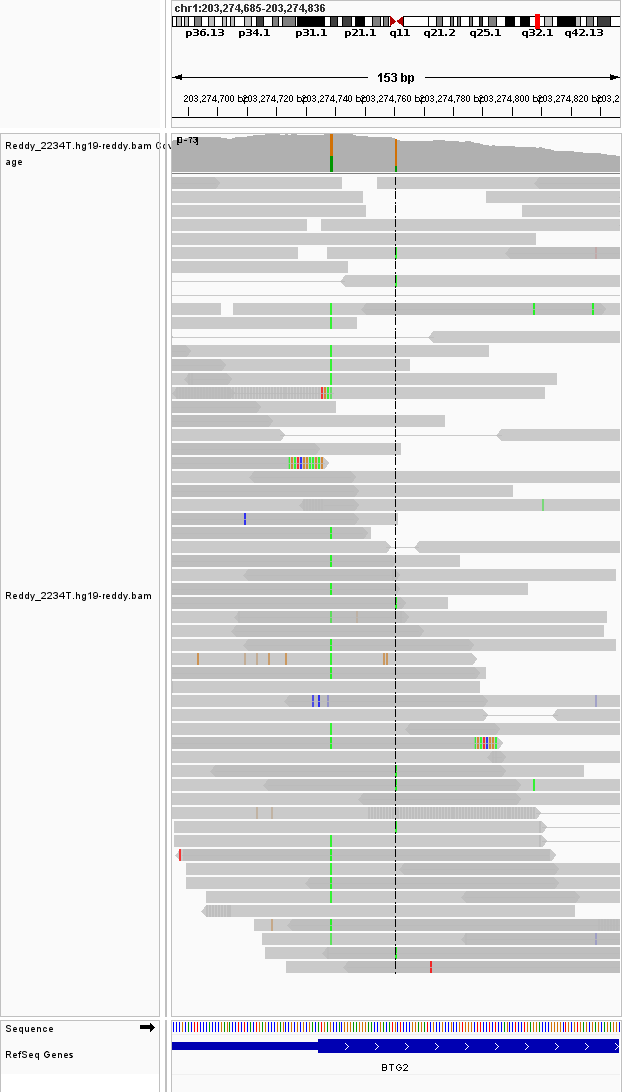 chr1:203,274,685-203,274,836
p36.13 p34.1 p31.1 p21.1 q11 q21.2 q25.1 q32.1 q42.13
153 bp
203,274,700 bp 203,274,720 bp 203,274,740 bp 203,274,760 bp 203,274,780 bp 203,274,800 bp 203,274,820 bp 203,2
Reddy_2234T.hg19-reddy.bam Cov
age
Reddy_2234T.hg19-reddy.bam
Sequence
RefSeq Genes
BTG2